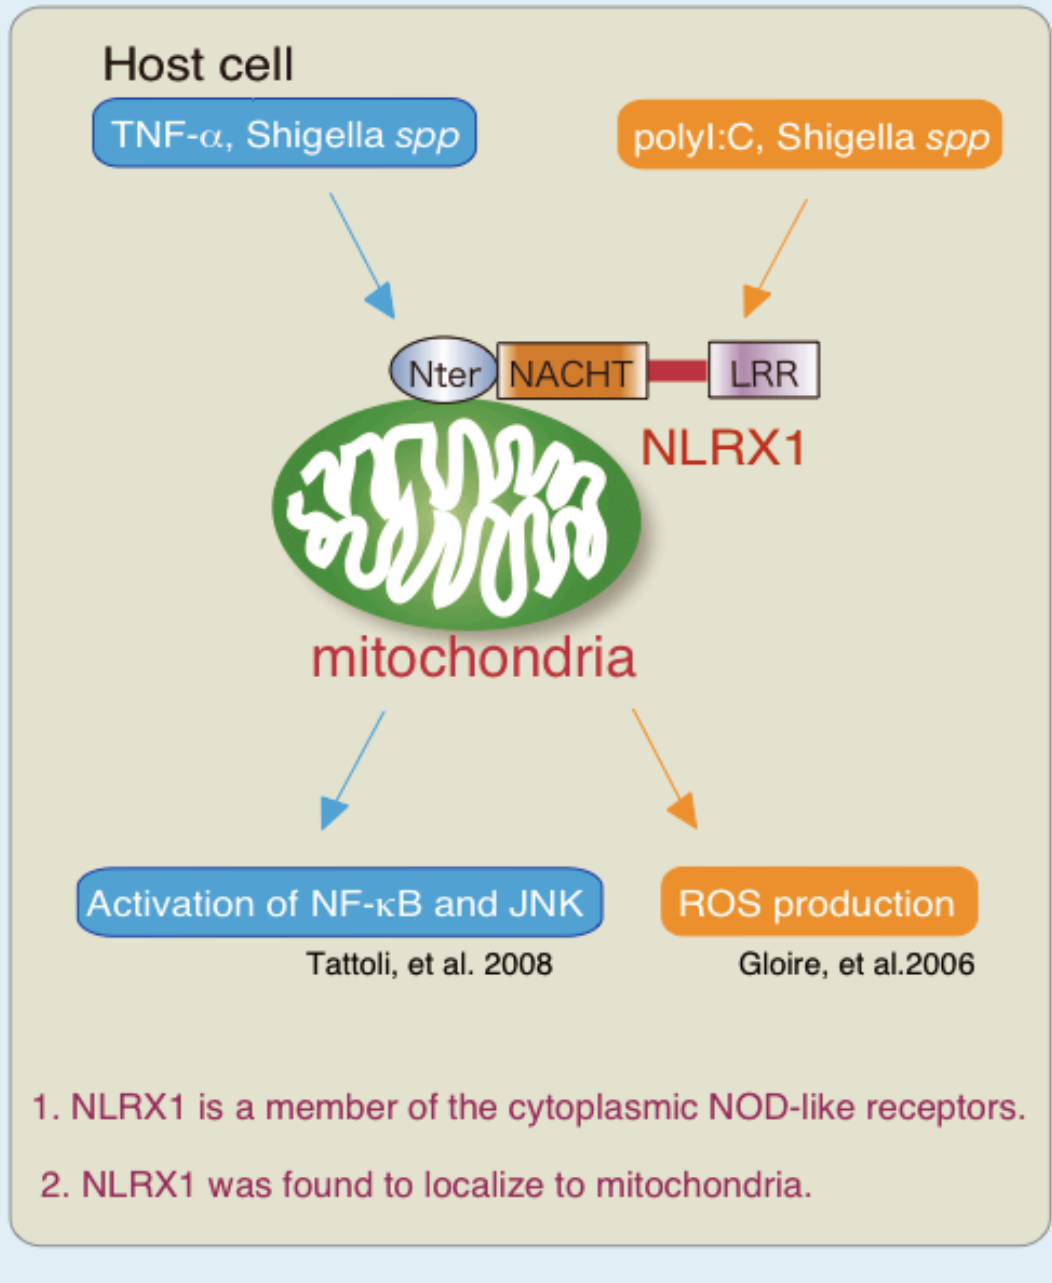 Host cell
TNF-α, Shigella spp
polyI:C, Shigella spp
Nter
NACHT
LRR
NLRX1
mitochondria
Activation of NF-κB and JNK
ROS production
Tattoli, et al. 2008
Gloire, et al.2006
1. NLRX1 is a member of the cytoplasmic NOD-like receptors.
2. NLRX1 was found to localize to mitochondria.